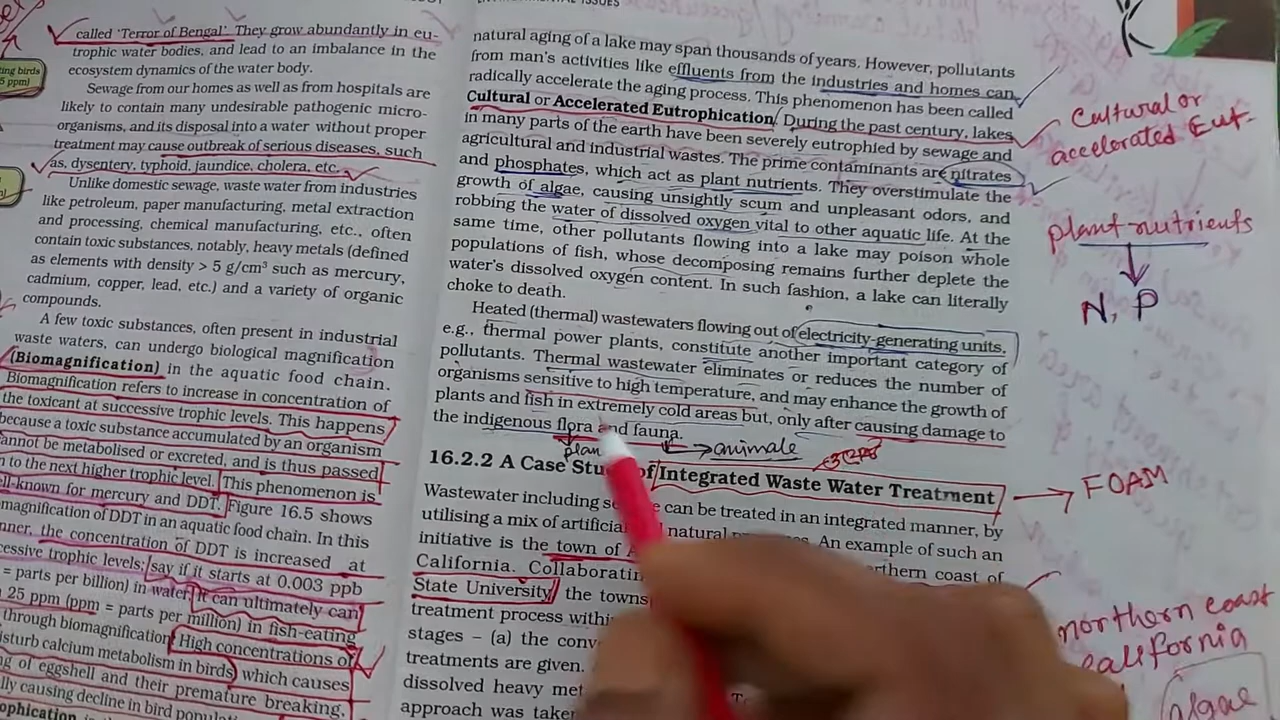 ENVIRONMENTAL ISSUES
called 'Terror of Bengal'. They grow abundantly in eu-
trophic water bodies, and lead to an imbalance in the
ecosystem dynamics of the water body.
Sewage from our homes as well as from hospitals are
likely to contain many undesirable pathogenic micro-
organisms, and its disposal into a water without proper
treatment may cause outbreak of serious diseases, such
as, dysentery, typhoid, jaundice, cholera, etc.
Unlike domestic sewage, waste water from industries
like petroleum, paper manufacturing, metal extraction
and processing, chemical manufacturing, etc., often
contain toxic substances, notably, heavy metals (defined
as elements with density > 5 g/cm³ such as mercury,
cadmium, copper, lead, etc.) and a variety of organic
compounds.
A few toxic substances, often present in industrial
waste waters, can undergo biological magnification
(Biomagnification) in the aquatic food chain.
Biomagnification refers to increase in concentration of
the toxicant at successive trophic levels. This happens
because a toxic substance accumulated by an organism
cannot be metabolised or excreted, and is thus passed
on to the next higher trophic level. This phenomenon is
well-known for mercury and DDT. Figure 16.5 shows
magnification of DDT in an aquatic food chain. In this
manner, the concentration of DDT is increased at
successive trophic levels; say if it starts at 0.003 ppb
= parts per billion) in water, it can ultimately can
25 ppm (ppm = parts per million) in fish-eating
through biomagnification. High concentrations of
disturb calcium metabolism in birds, which causes
of eggshell and their premature breaking,
causing decline in bird
ting birds
5 ppm)
natural aging of a lake may span thousands of years. However, pollutants
from man's activities like effluents from the industries and homes can
radically accelerate the aging process. This phenomenon has been called
Cultural or Accelerated Eutrophication. During the past century, lakes
in many parts of the earth have been severely eutrophied by sewage and
agricultural and industrial wastes. The prime contaminants are nitrates
and phosphates, which act as plant nutrients. They overstimulate the
growth of algae, causing unsightly scum and unpleasant odors, and
robbing the water of dissolved oxygen vital to other aquatic life. At the
same time, other pollutants flowing into a lake may poison whole
populations of fish, whose decomposing remains further deplete the
water's dissolved oxygen content. In such fashion, a lake can literally
choke to death.
Heated (thermal) wastewaters flowing out of electricity-generating units,
e.g., thermal power plants, constitute another important category of
pollutants. Thermal wastewater eliminates or reduces the number of
organisms sensitive to high temperature, and may enhance the growth of
plants and fish in extremely cold areas but, only after causing damage to
the indigenous flora and fauna.
plan
animale
16.2.2 A Case Study of Integrated Waste Water Treatment
Wastewater including se can be treated in an integrated manner, by
utilising a mix of artificial natural An example of such an
initiative is the town of northern coast of
California. Collaboratin
State University, the towns
treatment process withi
stages – (a) the conv
treatments are given.
dissolved heavy met
approach was taken
Cultural or
accelerated Eut-
plant nutrients
N, P
FOAM
northern coast
california
algae